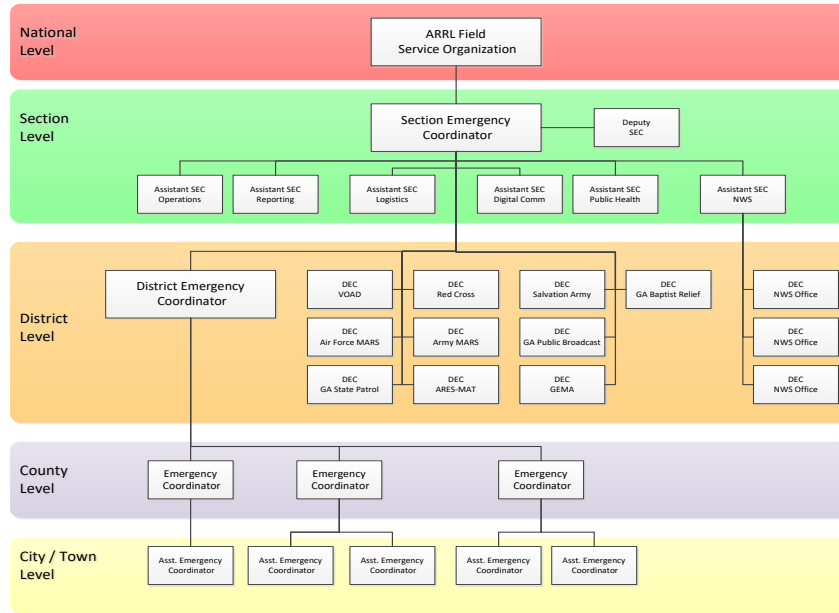 National
Level
ARRL Field
Service Organization
Section
Level
Section Emergency
Coordinator
Deputy
SEC
Assistant SEC
Operations
Assistant SEC
Reporting
Assistant SEC
Logistics
Assistant SEC
Digital Comm
Assistant SEC
Public Health
Assistant SEC
NWS
District
Level
District Emergency
Coordinator
DEC
VOAD
DEC
Red Cross
DEC
Salvation Army
DEC
GA Baptist Relief
DEC
NWS Office
DEC
Air Force MARS
DEC
Army MARS
DEC
GA Public Broadcast
DEC
NWS Office
DEC
GA State Patrol
DEC
ARES-MAT
DEC
GEMA
DEC
NWS Office
County
Level
Emergency
Coordinator
Emergency
Coordinator
Emergency
Coordinator
City / Town
Level
Asst. Emergency
Coordinator
Asst. Emergency
Coordinator
Asst. Emergency
Coordinator
Asst. Emergency
Coordinator
Asst. Emergency
Coordinator